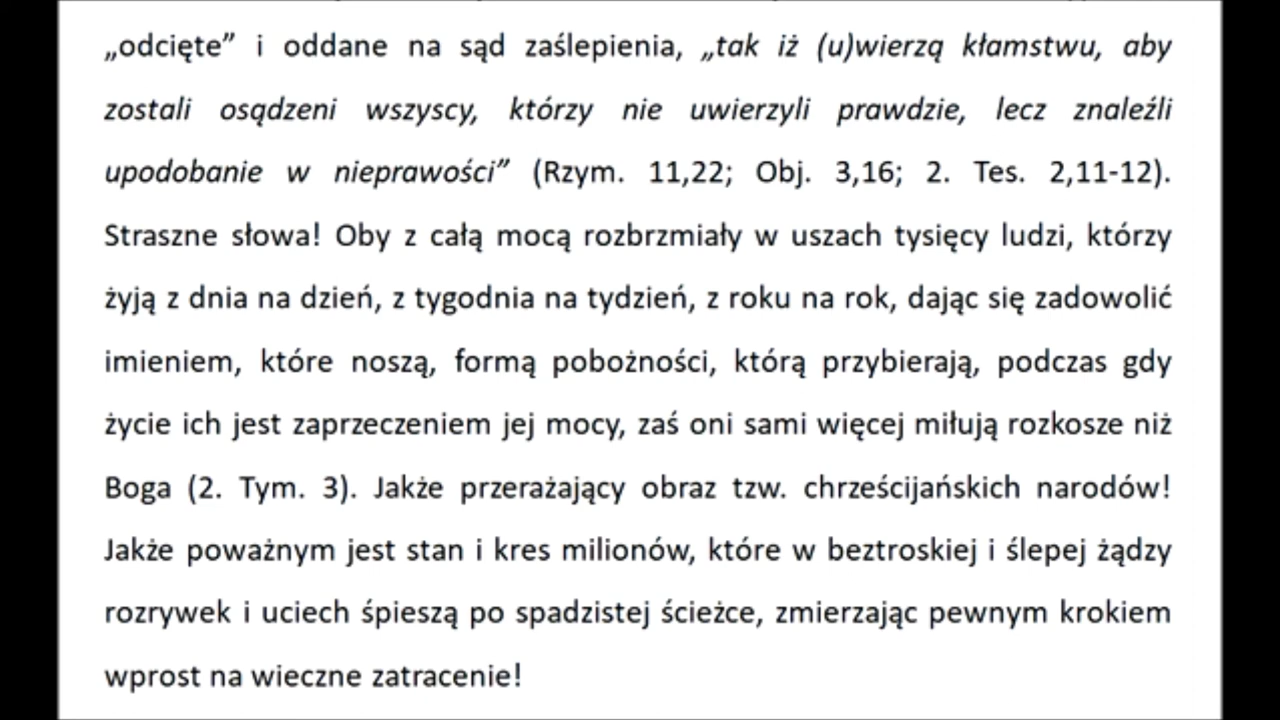 „odcięte” i oddane na sąd zaślepienia, „tak iż (u)wierzą kłamstwu, aby
zostali osądzeni wszyscy, którzy nie uwierzyli prawdzie, lecz znaleźli
upodobanie w nieprawości” (Rzym. 11,22; Obj. 3,16; 2. Tes. 2,11-12).
Straszne słowa! Oby z całą mocą rozbrzmiały w uszach tysięcy ludzi, którzy
żyją z dnia na dzień, z tygodnia na tydzień, z roku na rok, dając się zadowolić
imieniem, które noszą, formą pobożności, którą przybierają, podczas gdy
życie ich jest zaprzeczeniem jej mocy, zaś oni sami więcej miłują rozkosze niż
Boga (2. Tym. 3). Jakże przerażający obraz tzw. chrześcijańskich narodów!
Jakże poważnym jest stan i kres milionów, które w beztroskiej i ślepej żądzy
rozrywek i uciech śpieszą po spadzistej ścieżce, zmierzając pewnym krokiem
wprost na wieczne zatracenie!